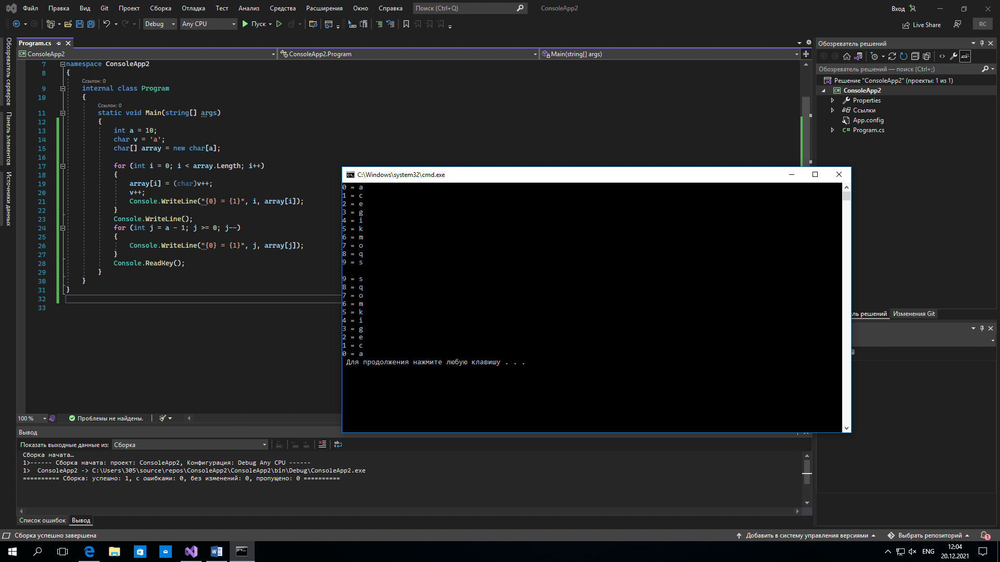 Файл Правка Вид Git Проект Сборка Отладка Тест Анализ Средства Расширения Окно Справка Поиск (Ctrl+Q) ConsoleApp2 Вход
Debug Any CPU Пуск Live Share RC
Обозреватель серверов
Панель элементов
Источники данных
Program.cs
ConsoleApp2 ConsoleApp2.Program Main(string[] args)
7 namespace ConsoleApp2
8 {
Ссылок: 0
9 internal class Program
10 {
Ссылок: 0
11 static void Main(string[] args)
12 {
13 int a = 10;
14 char v = 'a';
15 char[] array = new char[a];
16
17 for (int i = 0; i < array.Length; i++)
18 {
19 array[i] = (char)v++;
20 v++;
21 Console.WriteLine("{0} = {1}", i, array[i]);
22 }
23 Console.WriteLine();
24 for (int j = a - 1; j >= 0; j--)
25 {
26 Console.WriteLine("{0} = {1}", j, array[j]);
27 }
28 Console.ReadKey();
29 }
30 }
31 }
32
33
C:\Windows\system32\cmd.exe
0 = a
1 = c
2 = e
3 = g
4 = i
5 = k
6 = m
7 = o
8 = q
9 = s
9 = s
8 = q
7 = o
6 = m
5 = k
4 = i
3 = g
2 = e
1 = c
0 = a
Для продолжения нажмите любую клавишу . . .
Обозреватель решений
Обозреватель решений — поиск (Ctrl+;)
Решение "ConsoleApp2" (проекты: 1 из 1)
ConsoleApp2
Properties
Ссылки
App.config
C# Program.cs
решений Изменения Git
100 % Проблемы не найдены.
Вывод
Показать выходные данные из: Сборка
Сборка начата…
1>------ Сборка начата: проект: ConsoleApp2, Конфигурация: Debug Any CPU ------
1> ConsoleApp2 -> C:\Users\305\source\repos\ConsoleApp2\ConsoleApp2\bin\Debug\ConsoleApp2.exe
========== Сборка: успешно: 1, с ошибками: 0, без изменений: 0, пропущено: 0 ==========
Список ошибок Вывод
Сборка успешно завершена Добавить в систему управления версиями Выбрать репозиторий 1
ENG 12:04
20.12.2021